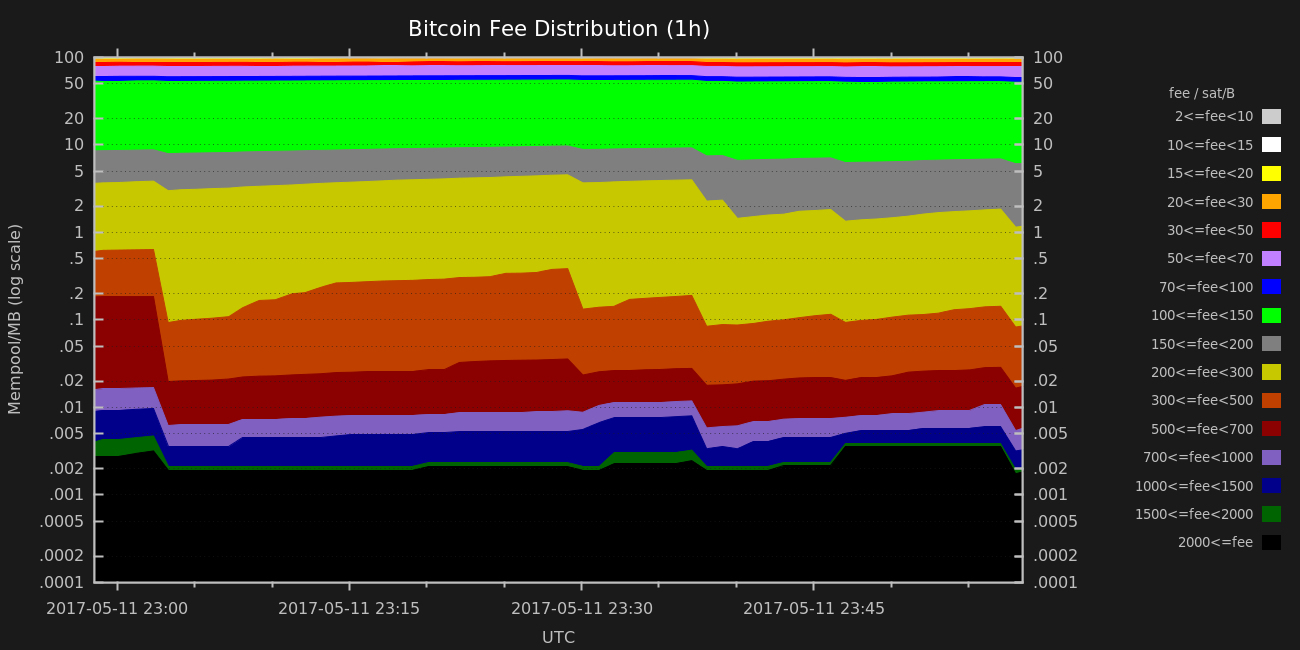 Bitcoin Fee Distribution (1h)
100 100
50 50
20 20
10 10
5 5
2 2
1 1
.5 .5
.2 .2
.1 .1
.05 .05
.02 .02
.01 .01
.005 .005
.002 .002
.001 .001
.0005 .0005
.0002 .0002
.0001 .0001
Mempool/MB (log scale)
2017-05-11 23:00 2017-05-11 23:15 2017-05-11 23:30 2017-05-11 23:45
UTC
fee / sat/B
2<=fee<10
10<=fee<15
15<=fee<20
20<=fee<30
30<=fee<50
50<=fee<70
70<=fee<100
100<=fee<150
150<=fee<200
200<=fee<300
300<=fee<500
500<=fee<700
700<=fee<1000
1000<=fee<1500
1500<=fee<2000
2000<=fee